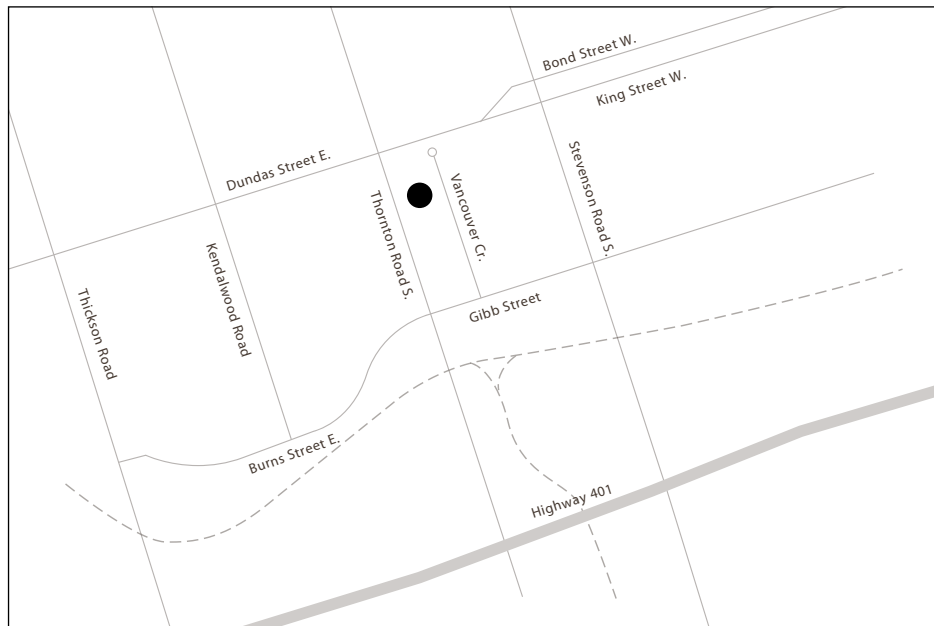 Bond Street W.
King Street W.
Dundas Street E.
Stevenson Road S.
Vancouver Cr.
Thornton Road S.
Kendalwood Road
Thickson Road
Gibb Street
Burns Street E.
Highway 401